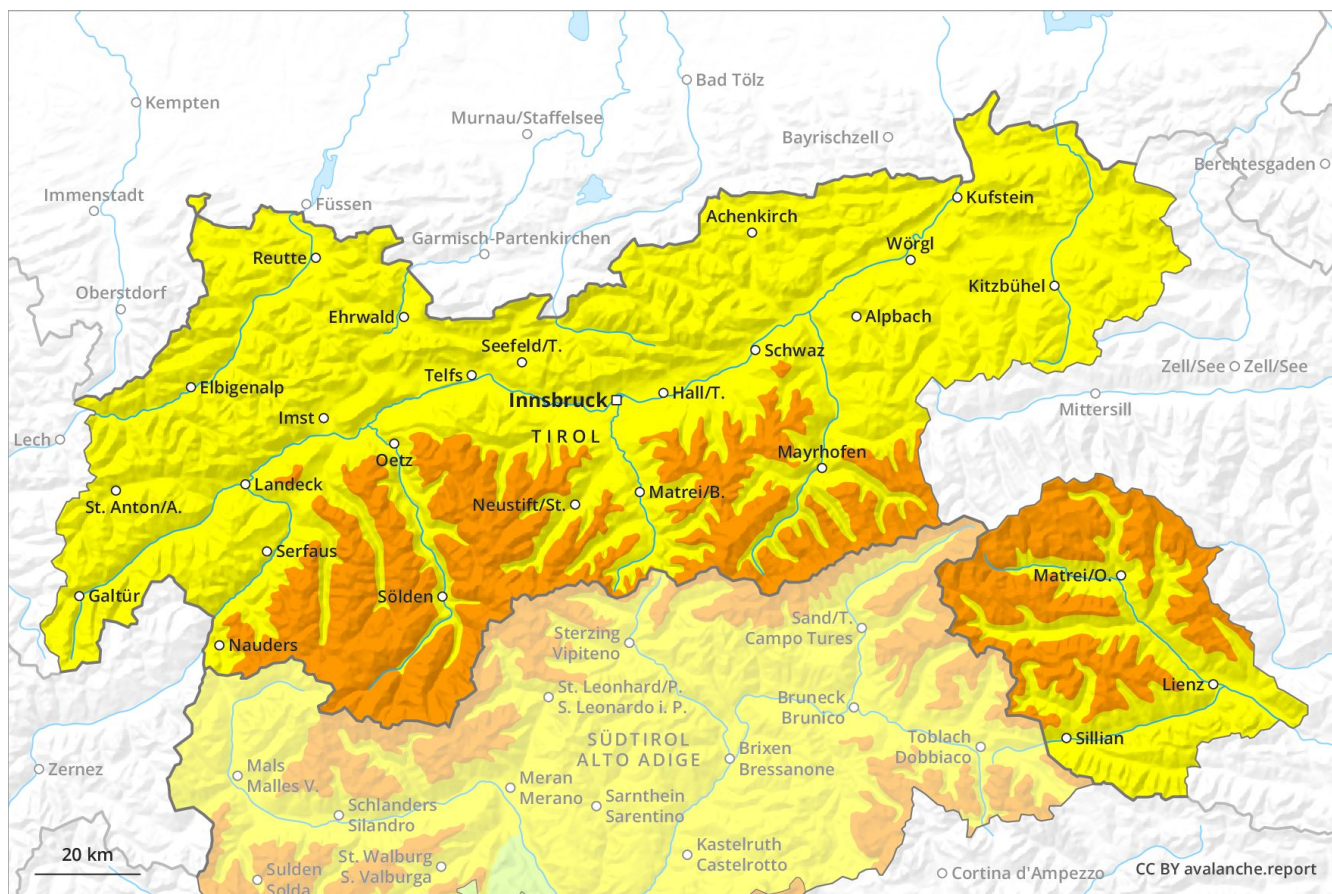 Kempten
Bad Tölz
Murnau/Staffelsee
Bayrischzell
Berchtesgaden
Immenstadt
Füssen
Kufstein
Achenkirch
Garmisch-Partenkirchen
Wörgl
Reutte
Oberstdorf
Kitzbühel
Ehrwald
Alpbach
Seefeld/T.
Schwaz
Zell/See
Zell/See
Telfs
Elbigenalp
Hall/T.
Innsbruck
Mittersill
Imst
TIROL
Lech
Oetz
Mayrhofen
Landeck
Matrei/B.
St. Anton/A.
Neustift/St.
Serfaus
Matrei/O.
Galtür
Sölden
Sand/T.
Campo Tures
Sterzing
Vipiteno
Nauders
Lienz
St. Leonhard/P.
S. Leonardo i. P.
Bruneck
Brunico
SÜDTIROL
ALTO ADIGE
Toblach
Dobbiaco
Sillian
Brixen
Bressanone
Zernez
Mals
Malles V.
Meran
Merano
Sarnthein
Sarentino
Schlanders
Silandro
Kastelruth
Castelrotto
20 km
St. Walburg
S. Valburga
Sulden
Solda
Cortina d'Ampezzo
CC BY avalanche.report